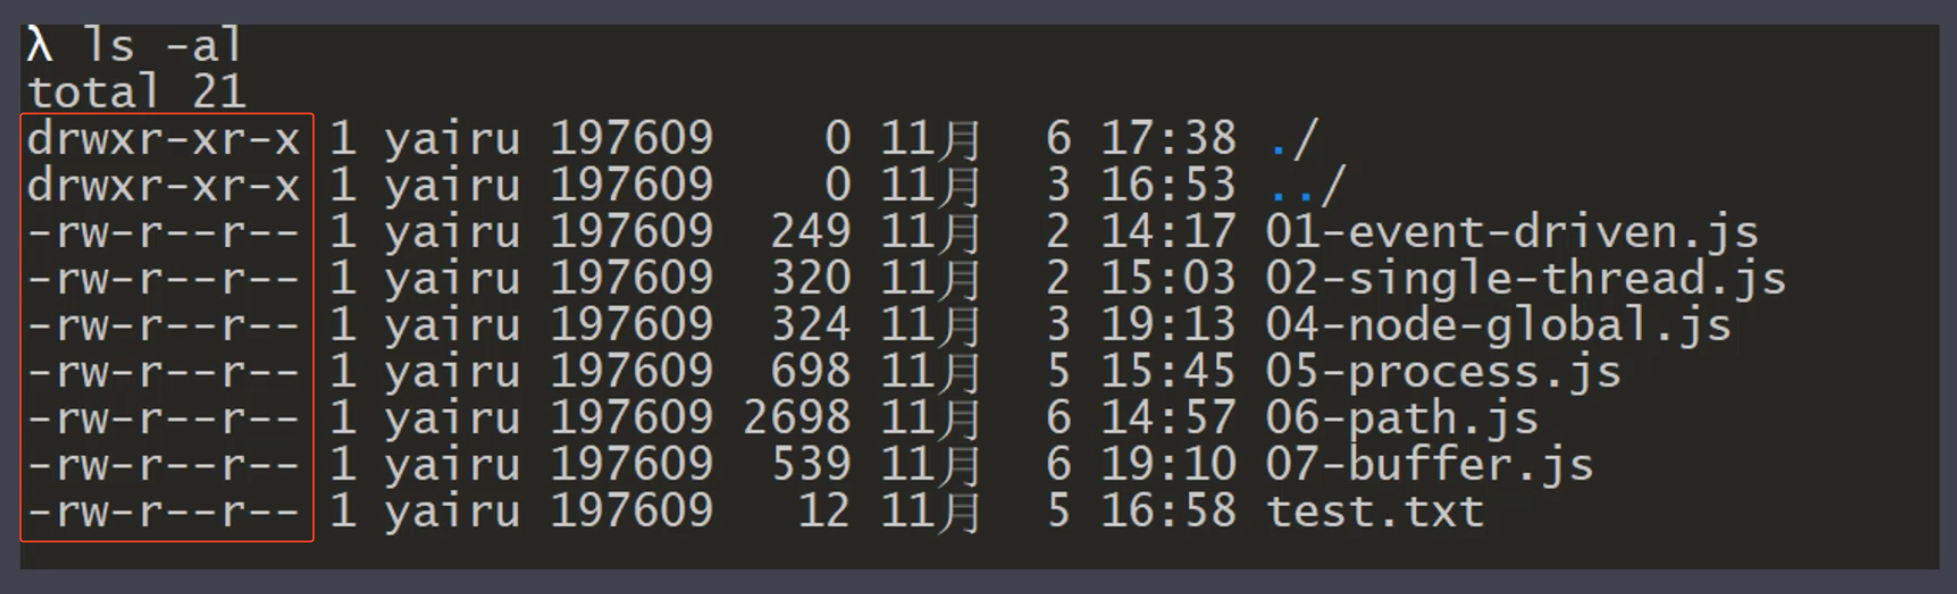 λ ls -al
total 21
drwxr-xr-x 1 yairu 197609    0 11月  6 17:38 ./
drwxr-xr-x 1 yairu 197609    0 11月  3 16:53 ../
-rw-r--r-- 1 yairu 197609  249 11月  2 14:17 01-event-driven.js
-rw-r--r-- 1 yairu 197609  320 11月  2 15:03 02-single-thread.js
-rw-r--r-- 1 yairu 197609  324 11月  3 19:13 04-node-global.js
-rw-r--r-- 1 yairu 197609  698 11月  5 15:45 05-process.js
-rw-r--r-- 1 yairu 197609 2698 11月  6 14:57 06-path.js
-rw-r--r-- 1 yairu 197609  539 11月  6 19:10 07-buffer.js
-rw-r--r-- 1 yairu 197609   12 11月  5 16:58 test.txt